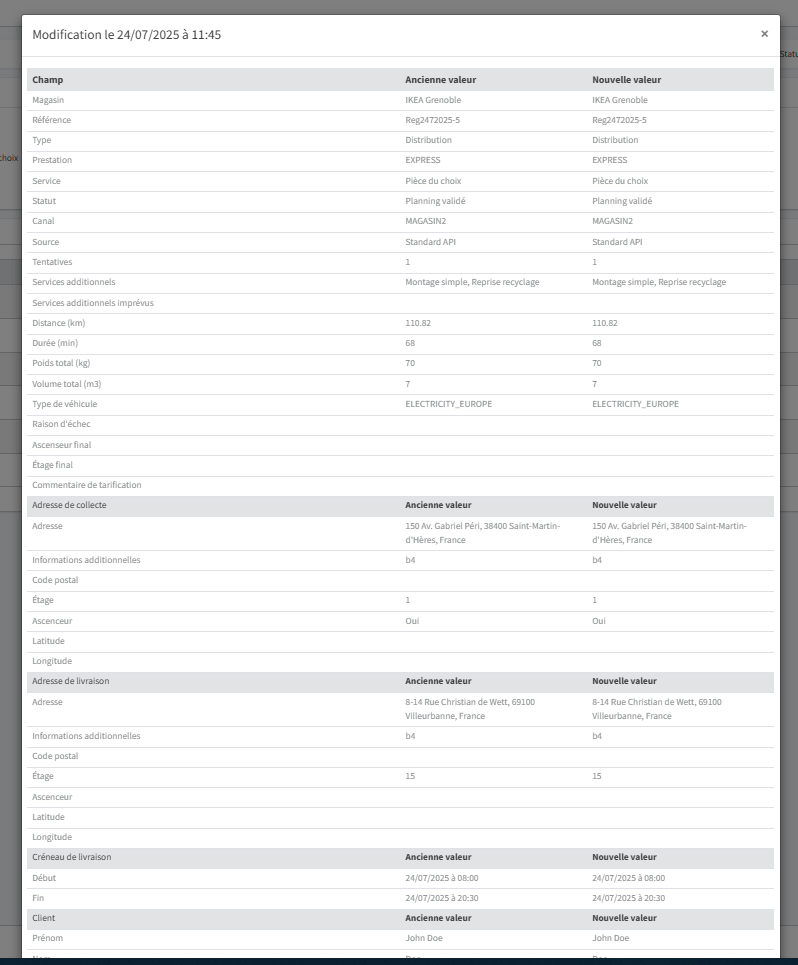 Modification le 24/07/2025 à 11:45 ×
Statu
choix
Champ Ancienne valeur Nouvelle valeur
Magasin IKEA Grenoble IKEA Grenoble
Référence Reg2472025-5 Reg2472025-5
Type Distribution Distribution
Prestation EXPRESS EXPRESS
Service Pièce du choix Pièce du choix
Statut Planning validé Planning validé
Canal MAGASIN2 MAGASIN2
Source Standard API Standard API
Tentatives 1 1
Services additionnels Montage simple, Reprise recyclage Montage simple, Reprise recyclage
Services additionnels imprévus
Distance (km) 110.82 110.82
Durée (min) 68 68
Poids total (kg) 70 70
Volume total (m3) 7 7
Type de véhicule ELECTRICITY_EUROPE ELECTRICITY_EUROPE
Raison d'échec
Ascenseur final
Étage final
Commentaire de tarification
Adresse de collecte Ancienne valeur Nouvelle valeur
Adresse 150 Av. Gabriel Péri, 38400 Saint-Martin- 150 Av. Gabriel Péri, 38400 Saint-Martin-
d'Hères, France d'Hères, France
Informations additionnelles b4 b4
Code postal
Étage 1 1
Ascenceur Oui Oui
Latitude
Longitude
Adresse de livraison Ancienne valeur Nouvelle valeur
Adresse 8-14 Rue Christian de Wett, 69100 8-14 Rue Christian de Wett, 69100
Villeurbanne, France Villeurbanne, France
Informations additionnelles b4 b4
Code postal
Étage 15 15
Ascenceur
Latitude
Longitude
Créneau de livraison Ancienne valeur Nouvelle valeur
Début 24/07/2025 à 08:00 24/07/2025 à 08:00
Fin 24/07/2025 à 20:30 24/07/2025 à 20:30
Client Ancienne valeur Nouvelle valeur
Prénom John Doe John Doe